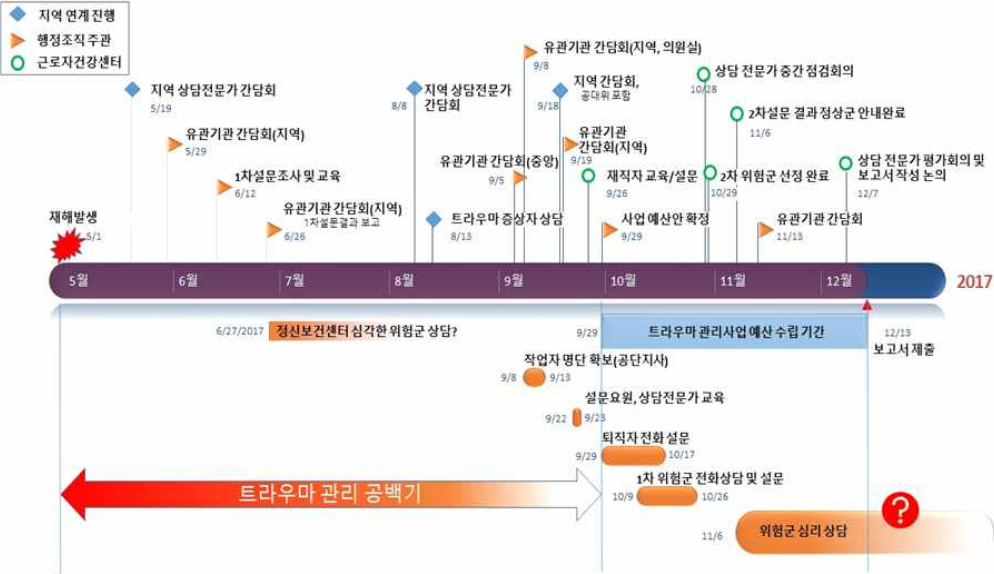 지역 연계 진행
행정조직 주관
근로자건강센터
유관기관 간담회(지역, 의원실)
9/8
지역 상담전문가 간담회
5/19
지역 상담전문가
간담회
8/8
지역 간담회,
공대위 포함
9/18
상담 전문가 중간 점검회의
10/28
2차설문 결과 정상군 안내완료
11/6
유관기관 간담회(지역)
5/29
유관기관
간담회(지역)
9/19
유관기관 간담회(중앙)
9/5
1차설문조사 및 교육
6/12
재직자 교육/설문
9/26
2차 위험군 선정 완료
10/29
상담 전문가 평가회의 및
보고서 작성 논의
12/7
재해발생
5/1
유관기관 간담회(지역)
1차설문결과 보고
6/26
트라우마 증상자 상담
8/13
사업 예산안 확정
9/29
유관기관 간담회
11/13
5월 6월 7월 8월 9월 10월 11월 12월 2017
6/27/2017 정신보건센터 심각한 위험군 상담?
9/29 트라우마 관리사업 예산 수립 기간 12/13
보고서 제출
작업자 명단 확보(공단지사)
9/8 9/13
설문요원, 상담전문가 교육
9/22 9/23
퇴직자 전화 설문
9/29 10/17
1차 위험군 전화상담 및 설문
10/9 10/26
트라우마 관리 공백기
?
11/6 위험군 심리 상담